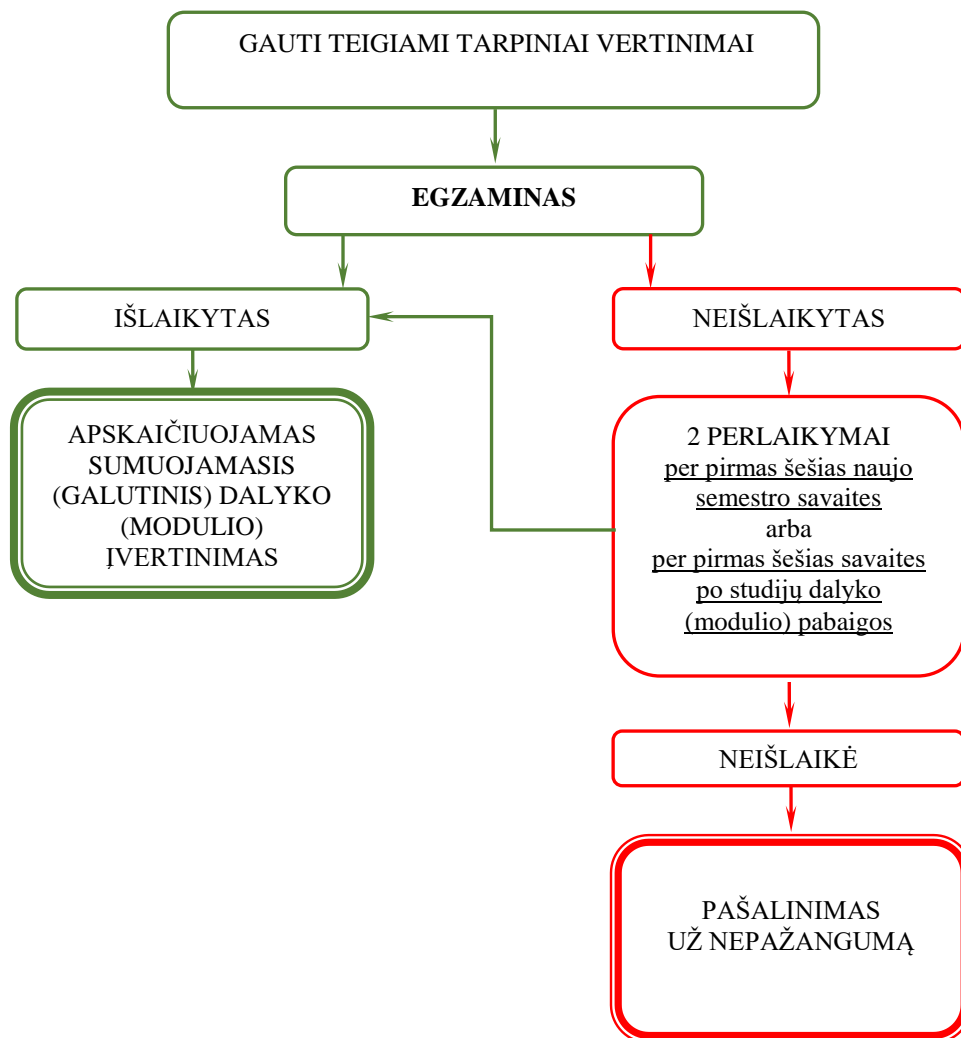 GAUTI TEIGIAMI TARPINIAI VERTINIMAI
EGZAMINAS
IŠLAIKYTAS
NEIŠLAIKYTAS
APSKAIČIUOJAMAS
SUMUOJAMASIS
(GALUTINIS) DALYKO
(MODULIO)
ĮVERTINIMAS
2 PERLAIKYMAI
per pirmas šešias naujo
semestro savaites
arba
per pirmas šešias savaites
po studijų dalyko
(modulio) pabaigos
NEIŠLAIKĖ
PAŠALINIMAS
UŽ NEPAŽANGUMĄ